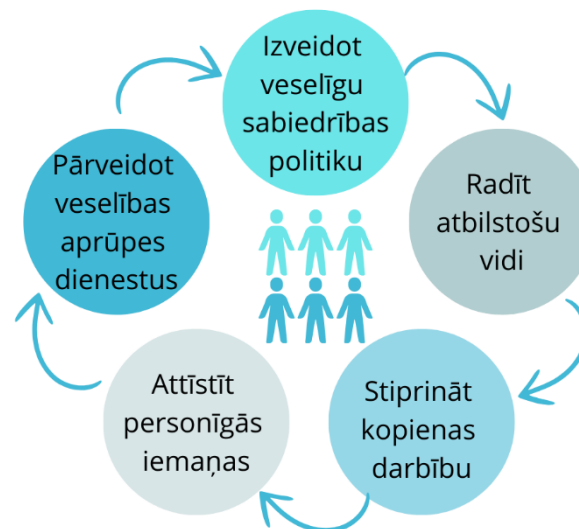 Izveidot
veselīgu
sabiedrības
politiku
Radīt
atbilstošu
vidi
Stiprināt
kopienas
darbību
Attīstīt
personīgās
iemaņas
Pārveidot
veselības
aprūpes
dienestus